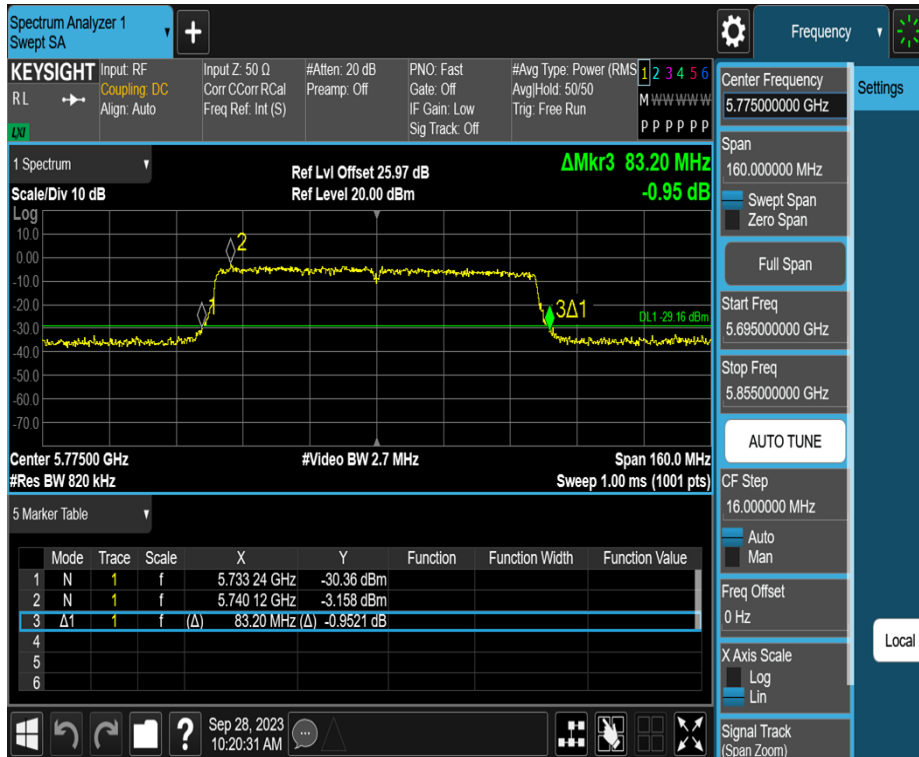 Spectrum Analyzer 1
Swept SA
+
Frequency
KEYSIGHT
R L
LXI
Input: RF
Coupling: DC
Align: Auto
Input Z: 50 Ω
Corr CCorr RCal
Freq Ref: Int (S)
#Atten: 20 dB
Preamp: Off
PNO: Fast
Gate: Off
IF Gain: Low
Sig Track: Off
#Avg Type: Power (RMS
Avg|Hold: 50/50
Trig: Free Run
1 2 3 4 5 6
M W W W W W
P P P P P P
1 Spectrum
Scale/Div 10 dB
Ref Lvl Offset 25.97 dB
Ref Level 20.00 dBm
ΔMkr3 83.20 MHz
-0.95 dB
Log
10.0
0.00
-10.0
-20.0
-30.0
-40.0
-50.0
-60.0
-70.0
2
1
3Δ1
DL1 -29.16 dBm
Center 5.77500 GHz
#Video BW 2.7 MHz
Span 160.0 MHz
#Res BW 820 kHz
Sweep 1.00 ms (1001 pts)
5 Marker Table
Mode Trace Scale X Y Function Function Width Function Value
1 N 1 f 5.733 24 GHz -30.36 dBm
2 N 1 f 5.740 12 GHz -3.158 dBm
3 Δ1 1 f (Δ) 83.20 MHz (Δ) -0.9521 dB
4
5
6
?
Sep 28, 2023
10:20:31 AM
Center Frequency
5.775000000 GHz
Span
160.000000 MHz
Swept Span
Zero Span
Full Span
Start Freq
5.695000000 GHz
Stop Freq
5.855000000 GHz
AUTO TUNE
CF Step
16.000000 MHz
Auto
Man
Freq Offset
0 Hz
X Axis Scale
Log
Lin
Signal Track
(Span Zoom)
Settings
Local